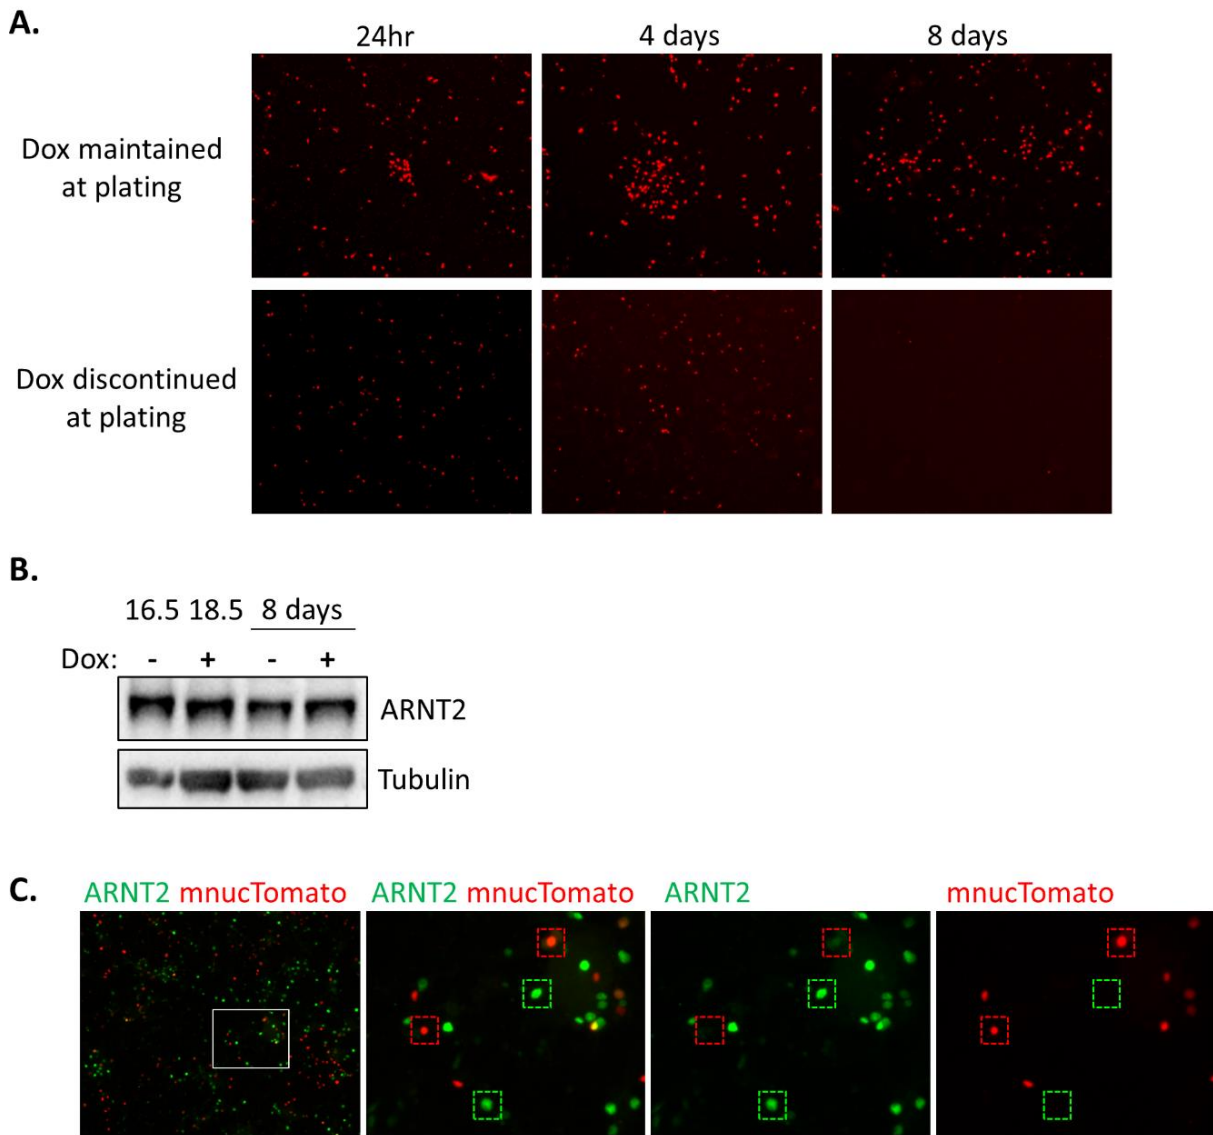 A.
24hr 4 days 8 days
Dox maintained
at plating
Dox discontinued
at plating
B.
16.5 18.5 8 days
Dox: - + - +
ARNT2
Tubulin
C.
ARNT2 mnucTomato ARNT2 mnucTomato ARNT2 mnucTomato